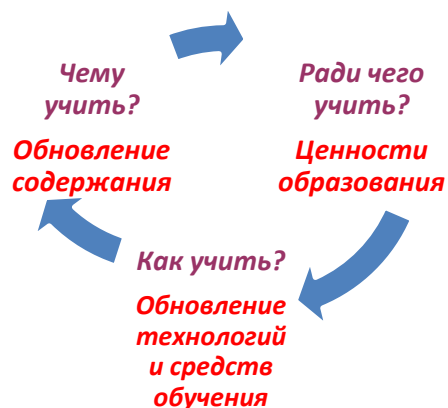 Чему
учить?
Обновление
содержания
Ради чего
учить?
Ценности
образования
Как учить?
Обновление
технологий
и средств
обучения